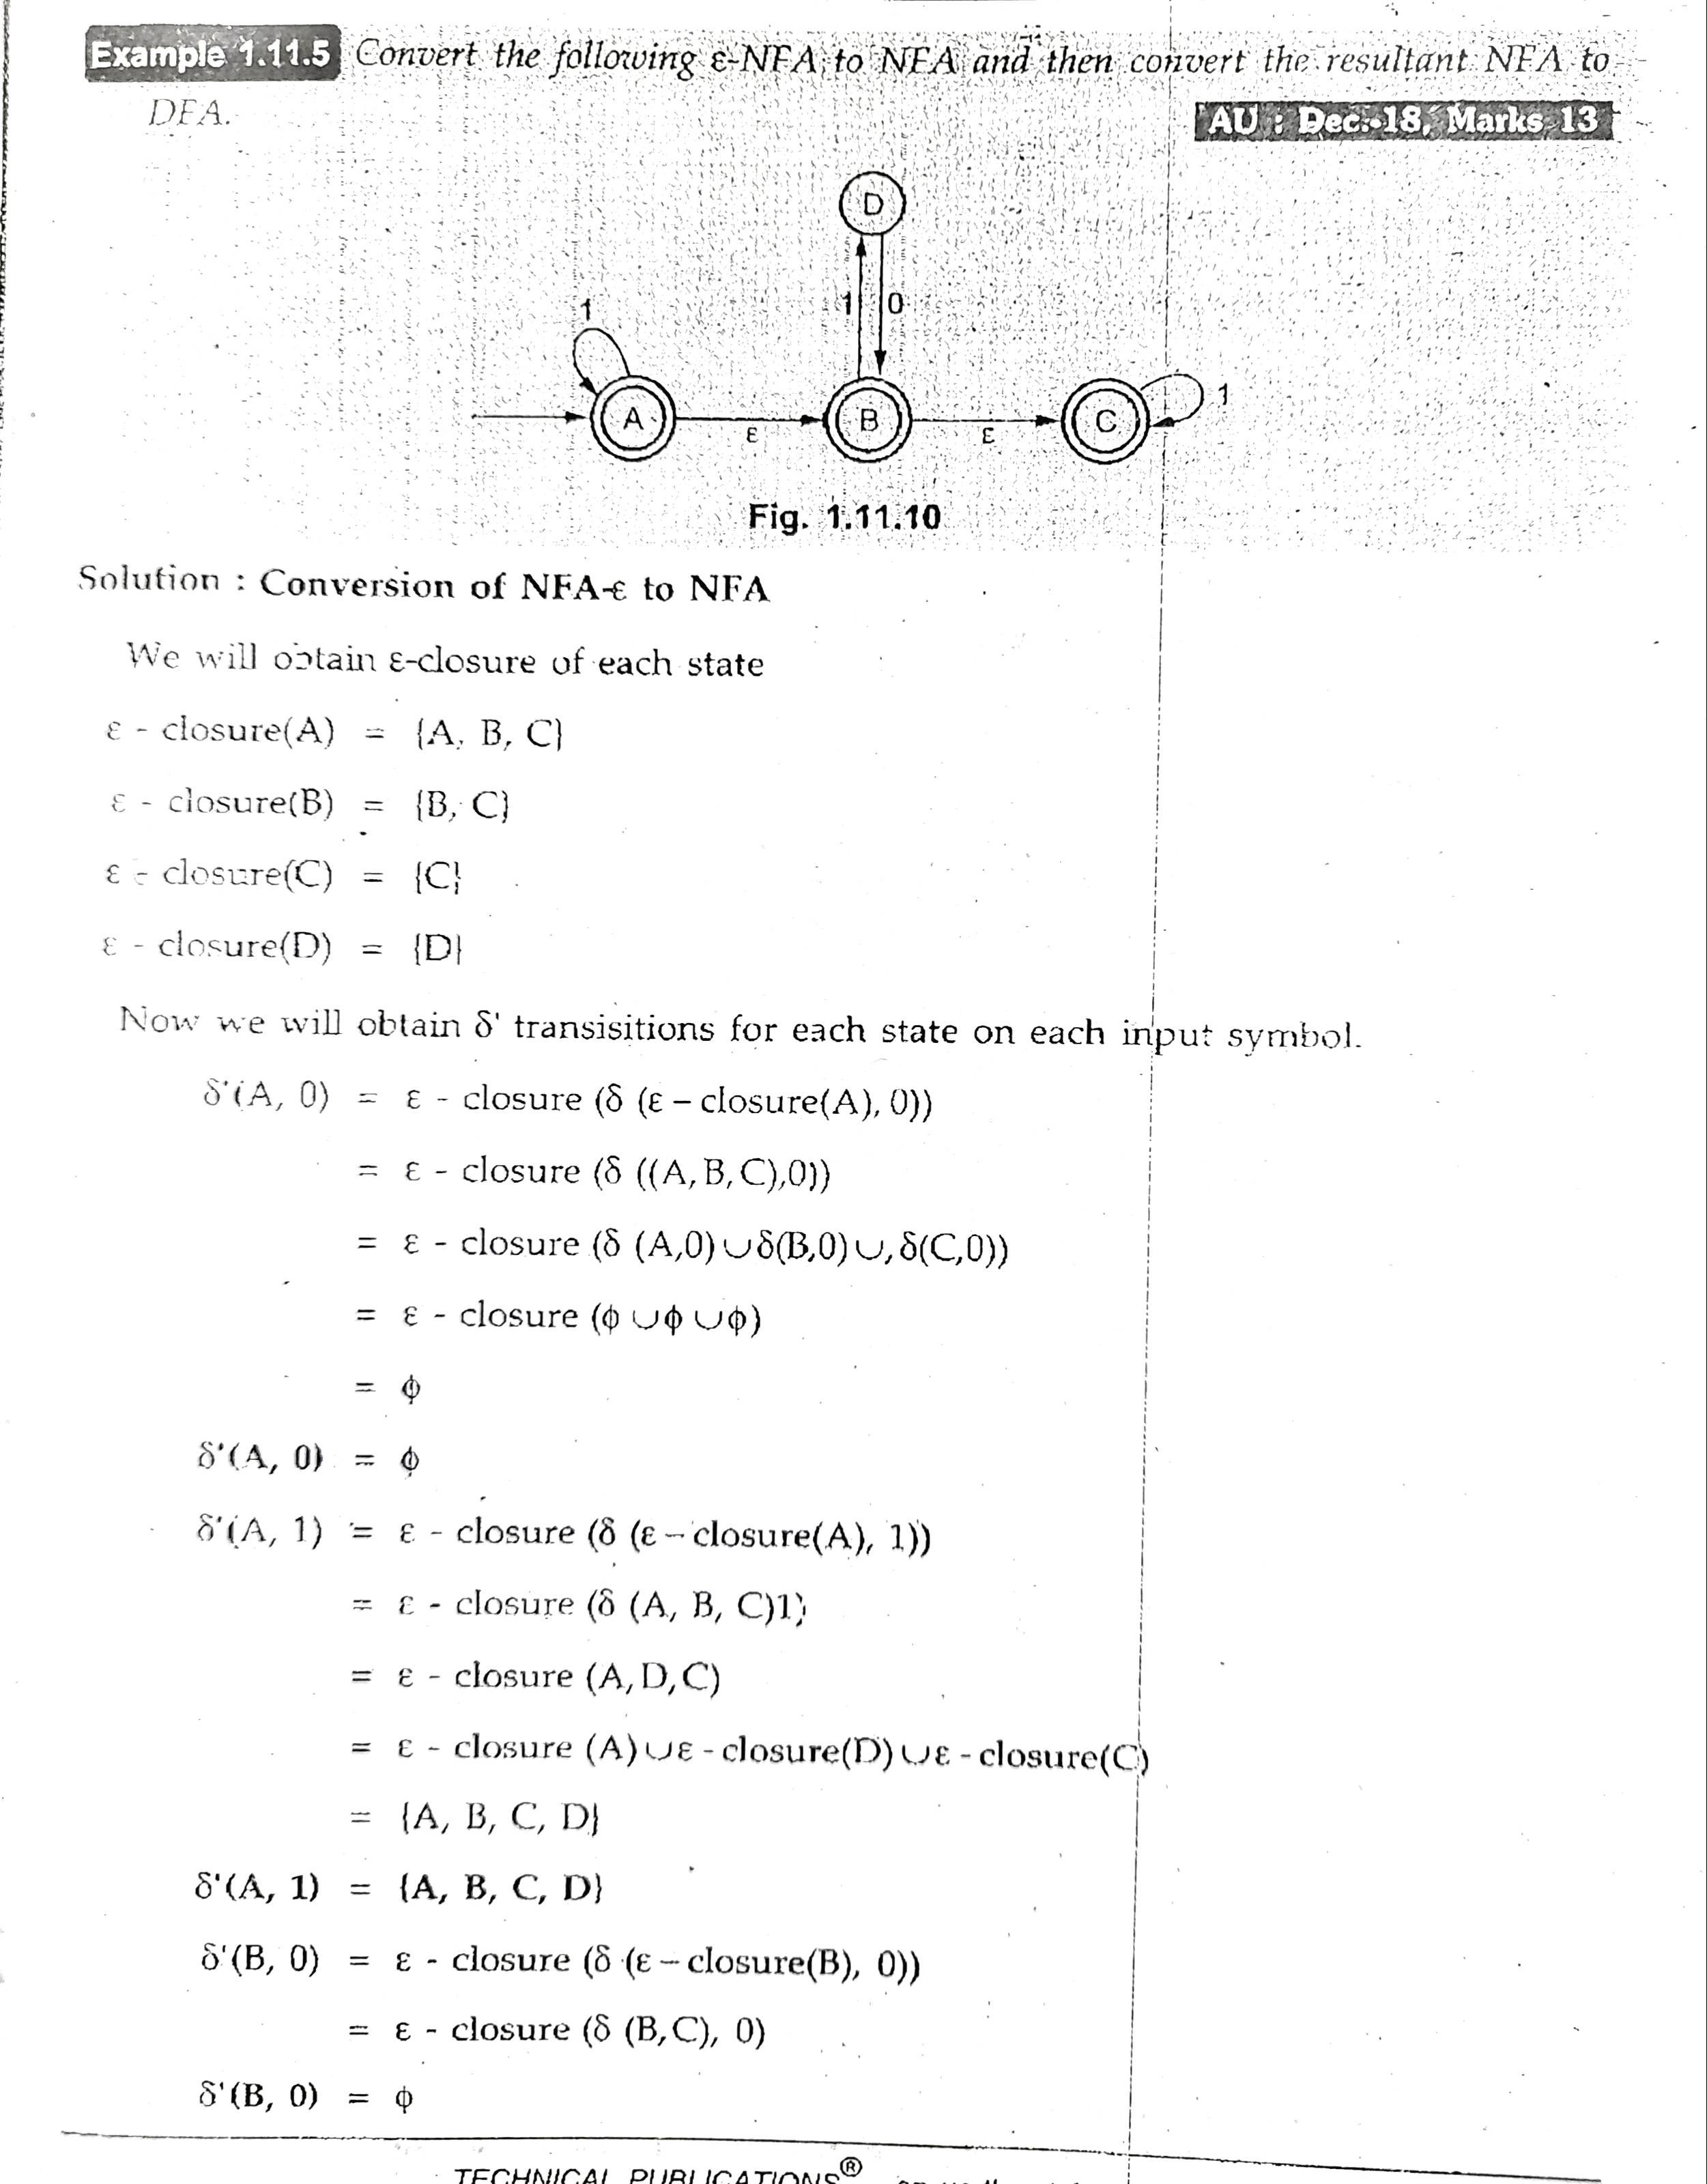 Example 1.11.5 Convert the following ε-NFA to NFA and then convert the resultant NFA to
DFA.
AU : Dec.-18, Marks 13
D
1 0
1
A ε B ε C 1
Fig. 1.11.10
Solution : Conversion of NFA-ε to NFA
We will obtain ε-closure of each state
ε - closure(A) = {A, B, C}
ε - closure(B) = {B, C}
ε - closure(C) = {C}
ε - closure(D) = {D}
Now we will obtain δ' transisitions for each state on each input symbol.
δ'(A, 0) = ε - closure (δ (ε – closure(A), 0))
= ε - closure (δ ((A, B, C),0))
= ε - closure (δ (A,0) ∪ δ(B,0) ∪, δ(C,0))
= ε - closure (ϕ ∪ ϕ ∪ ϕ)
= ϕ
δ'(A, 0) = ϕ
δ'(A, 1) = ε - closure (δ (ε – closure(A), 1))
= ε - closure (δ (A, B, C)1)
= ε - closure (A, D, C)
= ε - closure (A) ∪ ε - closure(D) ∪ ε - closure(C)
= {A, B, C, D}
δ'(A, 1) = {A, B, C, D}
δ'(B, 0) = ε - closure (δ (ε – closure(B), 0))
= ε - closure (δ (B, C), 0)
δ'(B, 0) = ϕ
TECHNICAL PUBLICATIONS®